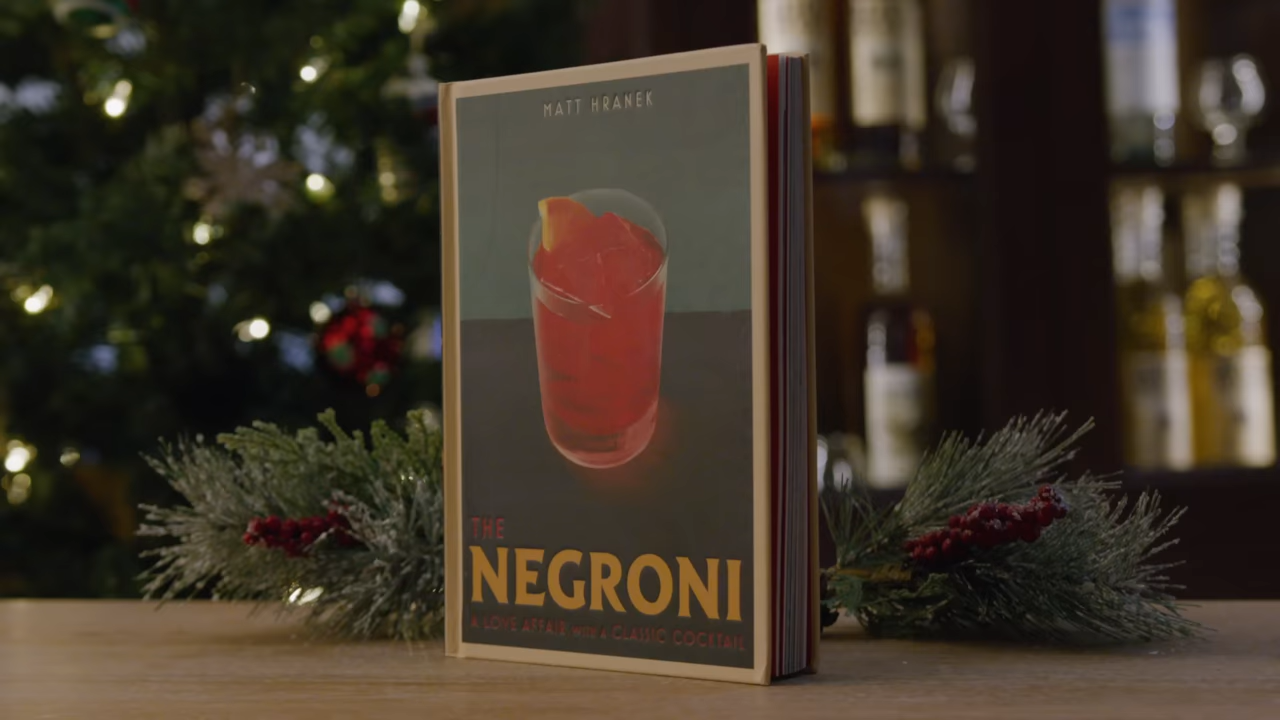 MATT HRANEK
THE
NEGRONI
A LOVE AFFAIR WITH A CLASSIC COCKTAIL